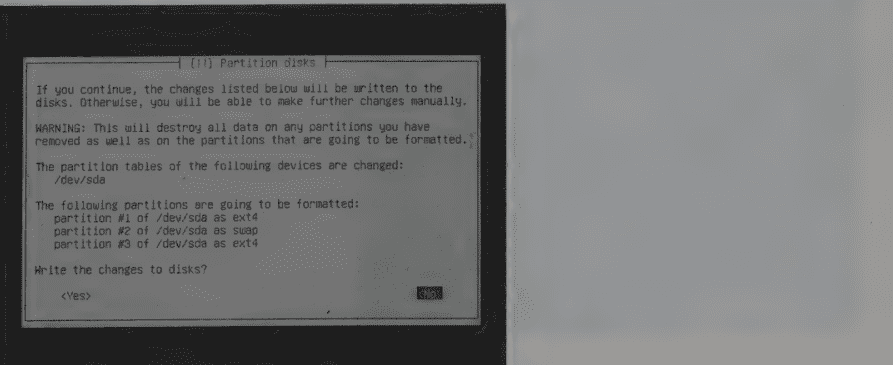 [!!] Partition disks
If you continue, the changes listed below will be written to the
disks. Otherwise, you will be able to make further changes manually.
WARNING: This will destroy all data on any partitions you have
removed as well as on the partitions that are going to be formatted.
The partition tables of the following devices are changed:
/dev/sda
The following partitions are going to be formatted:
partition #1 of /dev/sda as ext4
partition #2 of /dev/sda as swap
partition #3 of /dev/sda as ext4
Write the changes to disks?
<Yes> <No>